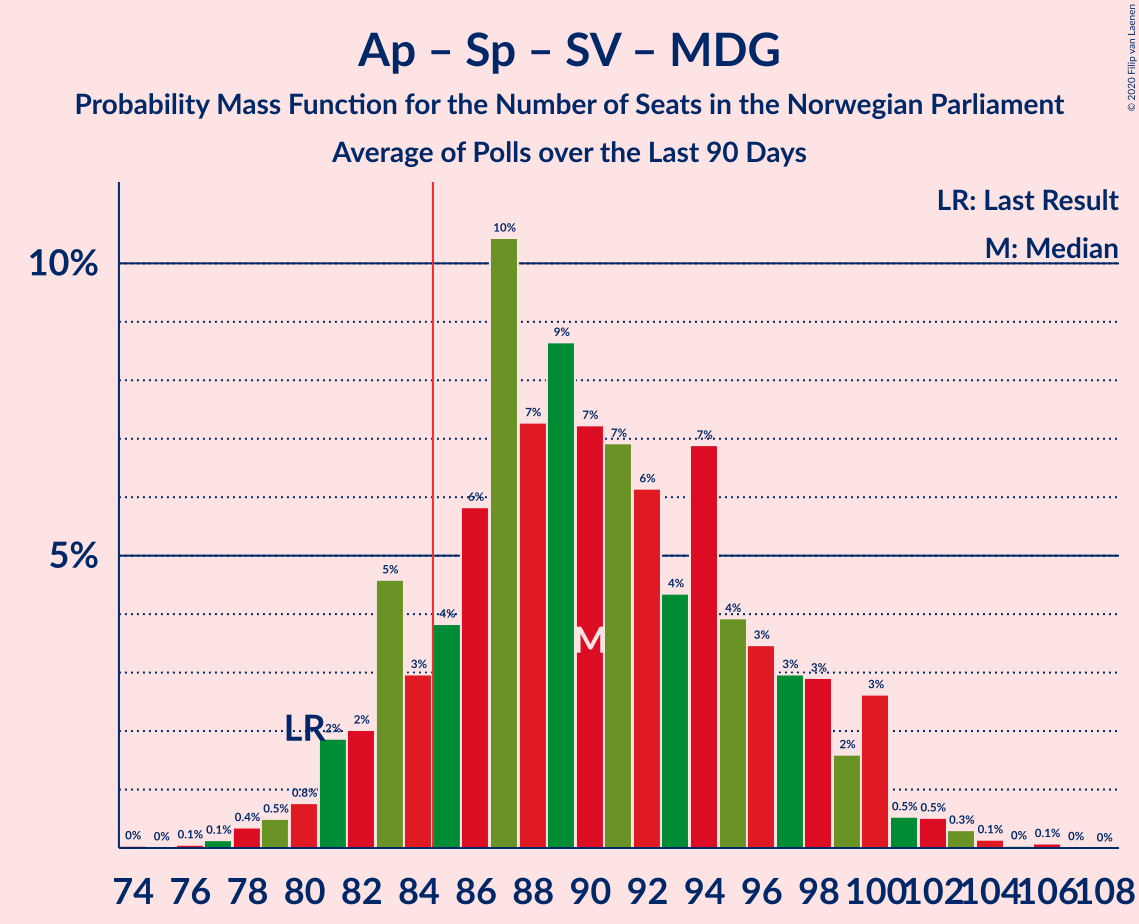 Ap – Sp – SV – MDG
Probability Mass Function for the Number of Seats in the Norwegian Parliament
Average of Polls over the Last 90 Days
© 2020 Filip van Laenen
LR: Last Result
M: Median
10%
5%
0% 0% 0.1% 0.1% 0.4% 0.5% 0.8% 2% 2% 5% 3% 4% 6% 10% 7% 9% 7% 7% 6% 4% 7% 4% 3% 3% 3% 2% 3% 0.5% 0.5% 0.3% 0.1% 0% 0.1% 0% 0%
LR
M
74 76 78 80 82 84 86 88 90 92 94 96 98 100 102 104 106 108